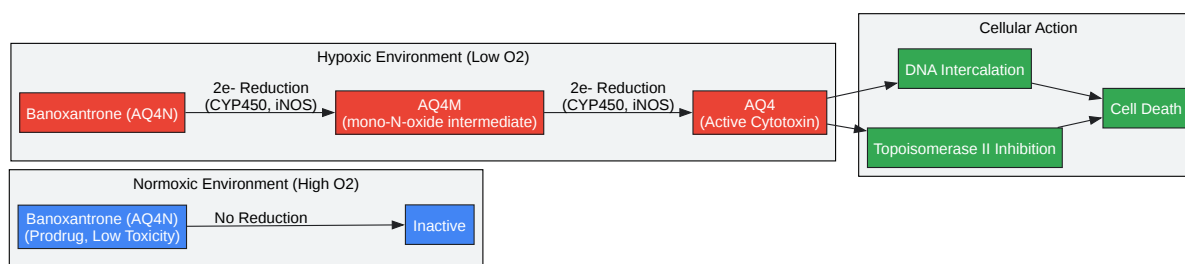 Cellular Action
Hypoxic Environment (Low O2)
Banoxantrone (AQ4N)
2e- Reduction
(CYP450, iNOS)
AQ4M
(mono-N-oxide intermediate)
2e- Reduction
(CYP450, iNOS)
AQ4
(Active Cytotoxin)
DNA Intercalation
Topoisomerase II Inhibition
Cell Death
Normoxic Environment (High O2)
Banoxantrone (AQ4N)
(Prodrug, Low Toxicity)
No Reduction
Inactive